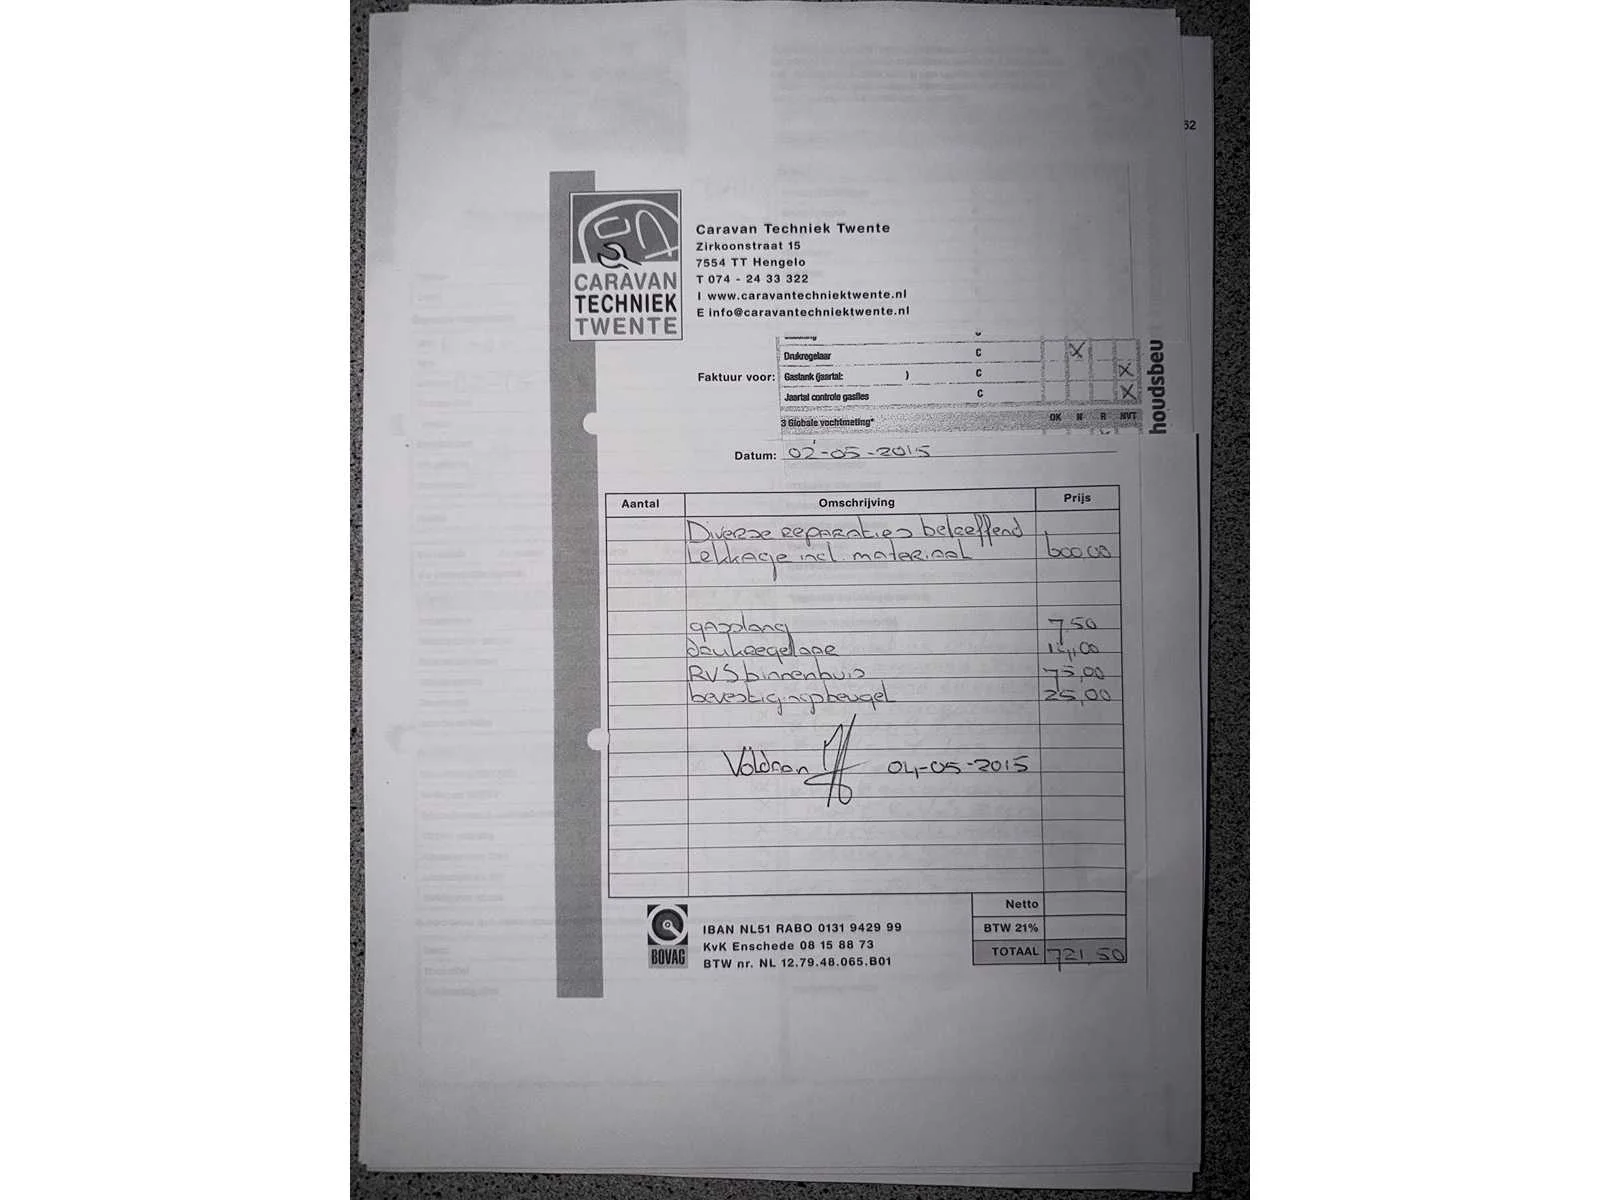 62
CARAVAN
TECHNIEK
TWENTE
Caravan Techniek Twente
Zirkoonstraat 15
7554 TT Hengelo
T 074 - 24 33 322
I www.caravantechniektwente.nl
E info@caravantechniektwente.nl
Drukregelaar C X
Faktuur voor: Gastank (jaartal: ) C X
Jaartal controle gasfles C X
3 Globale vochtmeting* OK N R NVT
houdsbeu
Datum: 02-05-2015
Aantal Omschrijving Prijs
Diverse reparaties betreffend
Lekkage incl. materiaal 600,00
gasslang 7,50
drukregelaar 14,00
RVS binnenbuis 75,00
bevestigingsbeugel 25,00
Voldaan 04-05-2015
Netto
BTW 21%
TOTAAL 721,50
BOVAG
IBAN NL51 RABO 0131 9429 99
KvK Enschede 08 15 88 73
BTW nr. NL 12.79.48.065.B01